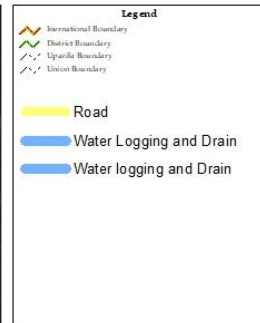 Legend
International Boundary
District Boundary
Upazila Boundary
Union Boundary
Road
Water Logging and Drain
Water logging and Drain